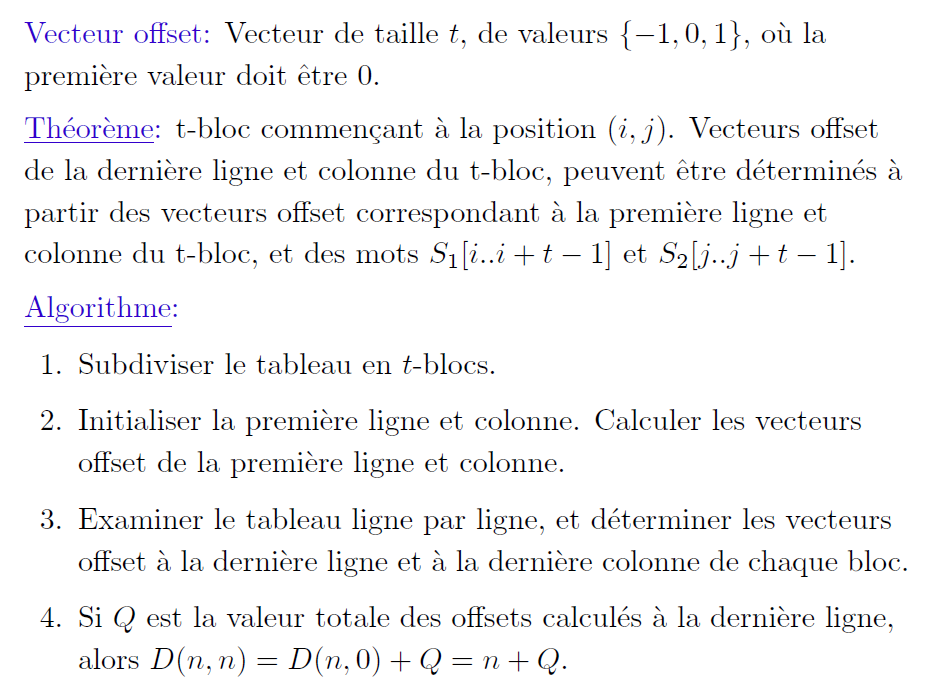 Vecteur offset: Vecteur de taille t, de valeurs {−1, 0, 1}, où la
première valeur doit être 0.
Théorème: t-bloc commençant à la position (i, j). Vecteurs offset
de la dernière ligne et colonne du t-bloc, peuvent être déterminés à
partir des vecteurs offset correspondant à la première ligne et
colonne du t-bloc, et des mots S₁[i..i + t − 1] et S₂[j..j + t − 1].
Algorithme:
1. Subdiviser le tableau en t-blocs.
2. Initialiser la première ligne et colonne. Calculer les vecteurs
offset de la première ligne et colonne.
3. Examiner le tableau ligne par ligne, et déterminer les vecteurs
offset à la dernière ligne et à la dernière colonne de chaque bloc.
4. Si Q est la valeur totale des offsets calculés à la dernière ligne,
alors D(n, n) = D(n, 0) + Q = n + Q.